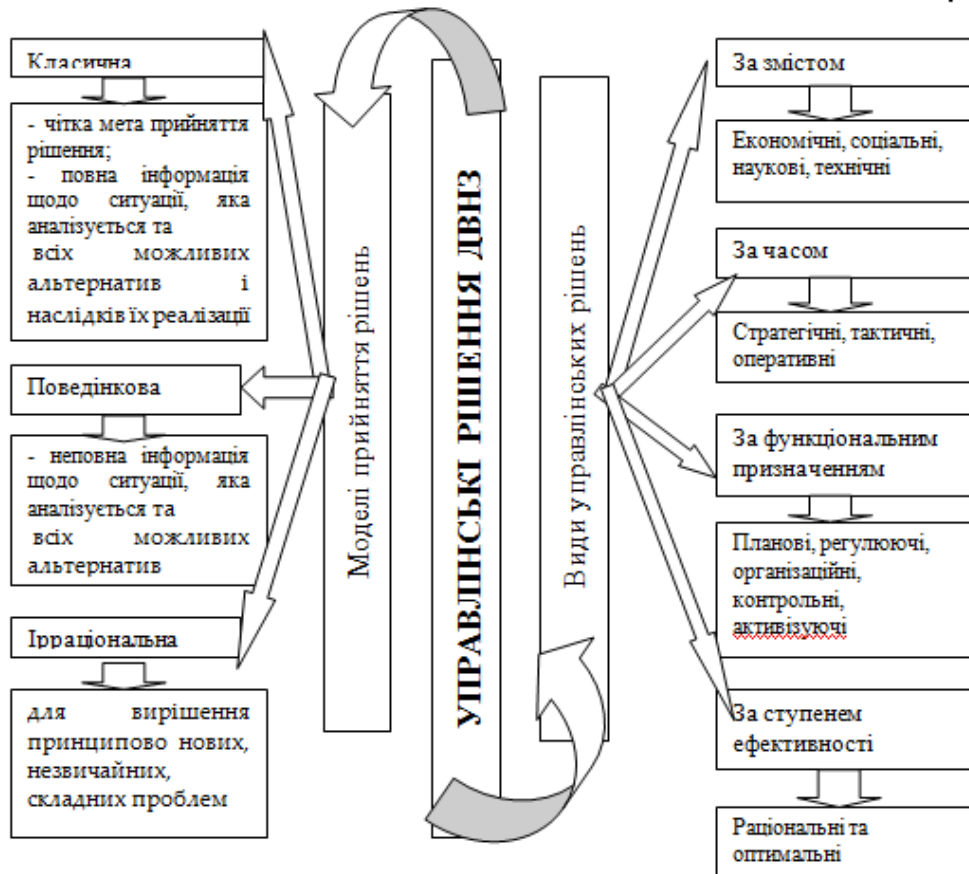 Класична
- чітка мета прийняття
рішення;
- повна інформація
щодо ситуації, яка
аналізується та
всіх можливих
альтернатив і
наслідків їх реалізації
Поведінкова
- неповна інформація
щодо ситуації, яка
аналізується та
всіх можливих
альтернатив
Ірраціональна
для вирішення
принципово нових,
незвичайних,
складних проблем
Моделі прийняття рішень
УПРАВЛІНСЬКІ РІШЕННЯ ДВНЗ
Види управлінських рішень
За змістом
Економічні, соціальні,
наукові, технічні
За часом
Стратегічні, тактичні,
оперативні
За функціональним
призначенням
Планові, регулюючі,
організаційні,
контрольні,
активізуючі
За ступенем
ефективності
Раціональні та
оптимальні